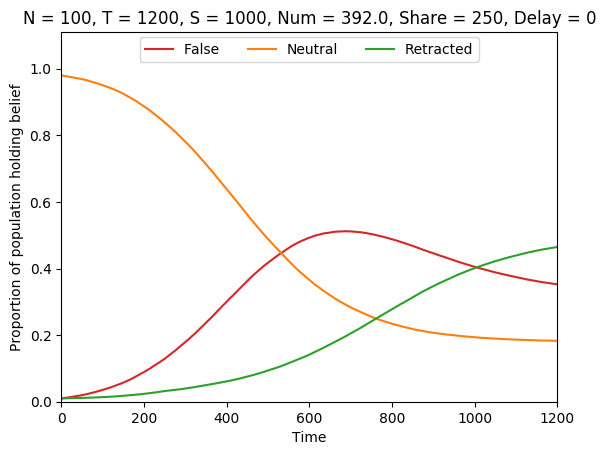 N = 100, T = 1200, S = 1000, Num = 392.0, Share = 250, Delay = 0
False Neutral Retracted
Proportion of population holding belief
1.0
0.8
0.6
0.4
0.2
0.0
0 200 400 600 800 1000 1200
Time